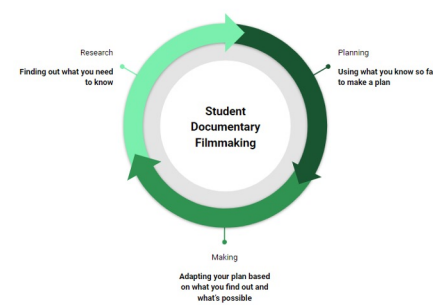 Research
Finding out what you need
to know
Planning
Using what you know so fa
to make a plan
Student
Documentary
Filmmaking
Making
Adapting your plan based
on what you find out and
what's possible